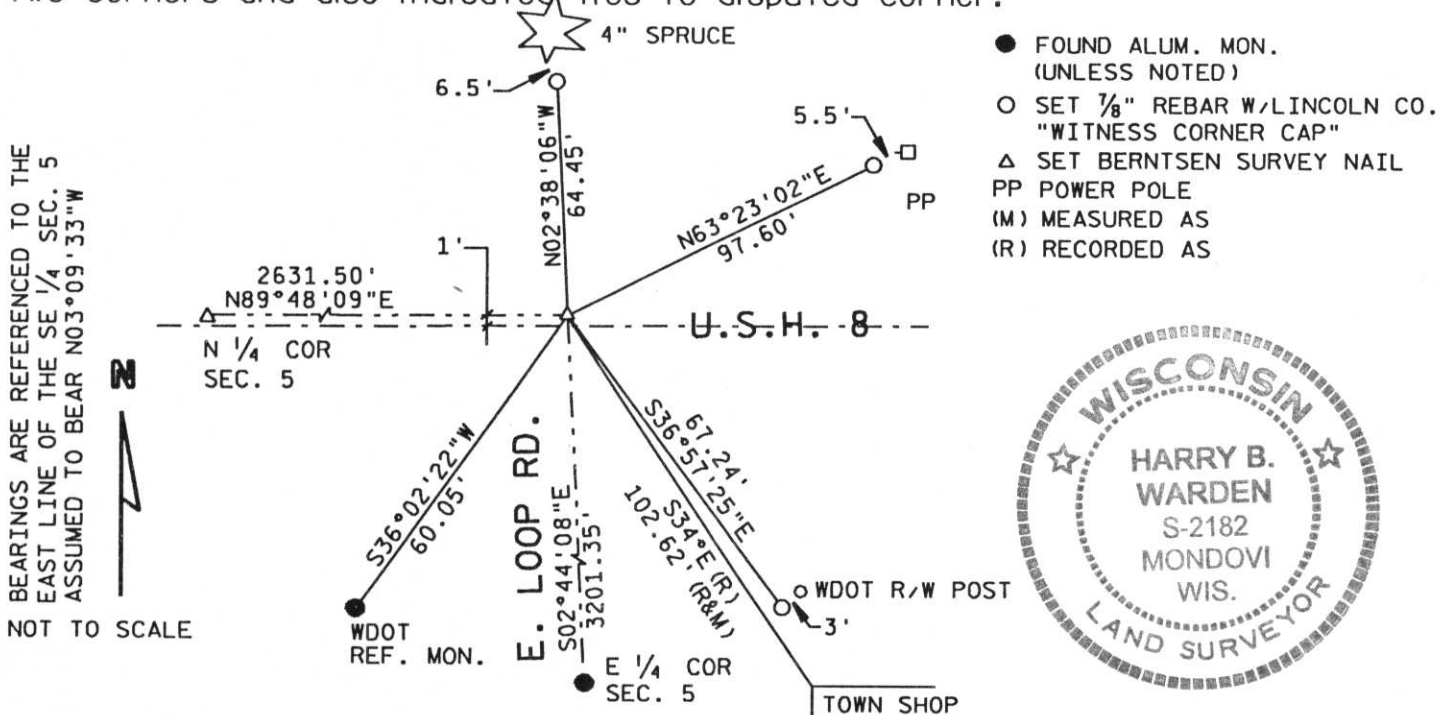 Two corners and also indicated ties to disputed corner.
4" SPRUCE
6.5'
N02°38'06"W
64.45'
5.5'
PP
N63°23'02"E
97.60'
● FOUND ALUM. MON.
(UNLESS NOTED)
○ SET 7/8" REBAR W/LINCOLN CO.
"WITNESS CORNER CAP"
△ SET BERNTSEN SURVEY NAIL
PP POWER POLE
(M) MEASURED AS
(R) RECORDED AS
BEARINGS ARE REFERENCED TO THE
EAST LINE OF THE SE 1/4 SEC. 5
ASSUMED TO BEAR N03°09'33"W
N
NOT TO SCALE
1'
2631.50'
N89°48'09"E
N 1/4 COR
SEC. 5
U.S.H. 8
S36°02'22"W
60.05'
WDOT
REF. MON.
E. LOOP RD.
S02°44'08"E
3201.35'
E 1/4 COR
SEC. 5
67.24'
S36°57'25"E
S34°E (R)
102.62' (R&M)
WDOT R/W POST
3'
TOWN SHOP
WISCONSIN
HARRY B.
WARDEN
S-2182
MONDOVI
WIS.
LAND SURVEYOR